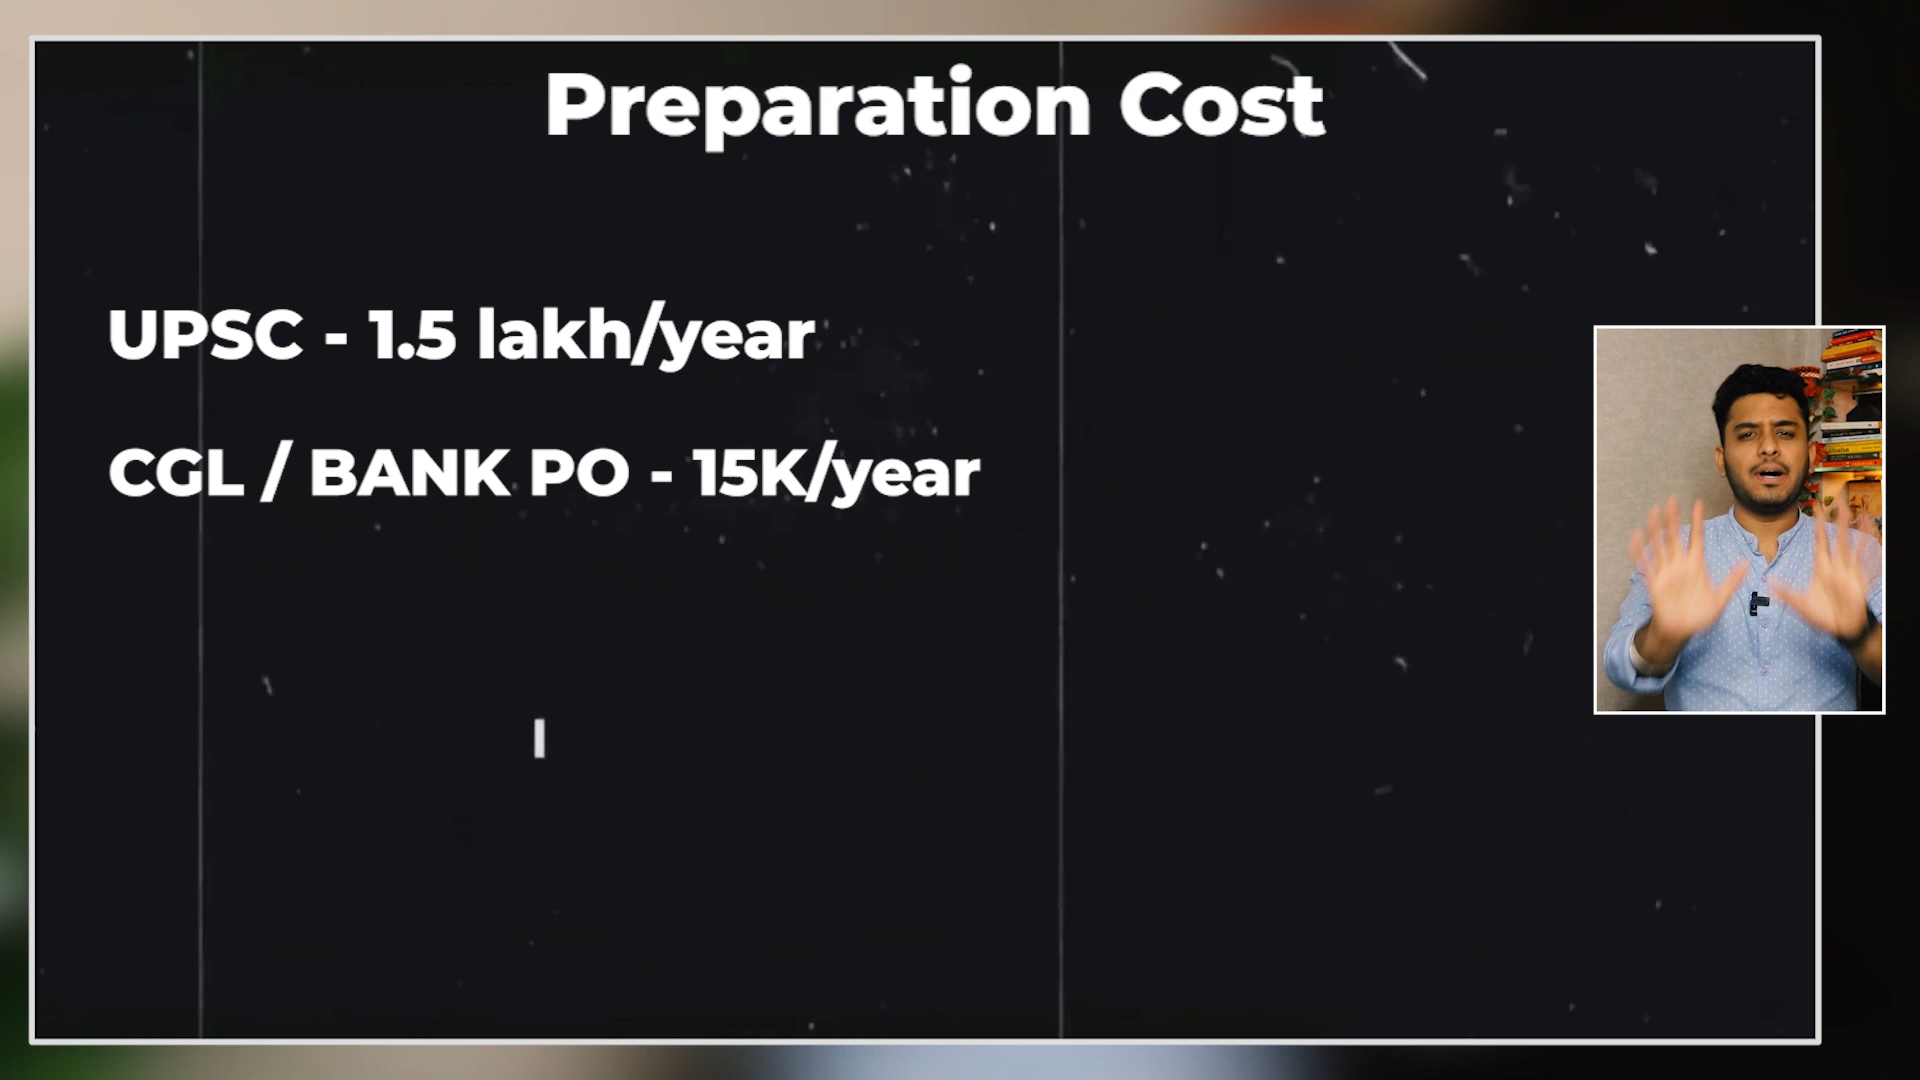 Preparation Cost
UPSC - 1.5 lakh/year
CGL / BANK PO - 15K/year